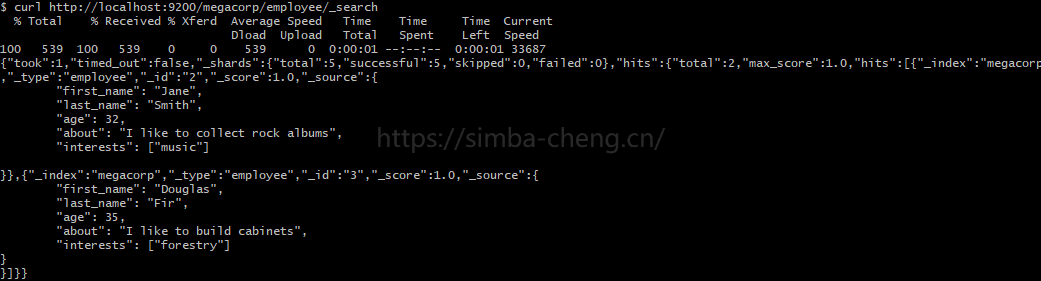 $ curl http://localhost:9200/megacorp/employee/_search
  % Total    % Received % Xferd  Average Speed   Time    Time     Time  Current
                                 Dload  Upload   Total   Spent    Left  Speed
100   539  100   539    0     0    539      0  0:00:01 --:--:--  0:00:01 33687
{"took":1,"timed_out":false,"_shards":{"total":5,"successful":5,"skipped":0,"failed":0},"hits":{"total":2,"max_score":1.0,"hits":[{"_index":"megacorp
,"_type":"employee","_id":"2","_score":1.0,"_source":{
        "first_name": "Jane",
        "last_name": "Smith",
        "age": 32,
        "about": "I like to collect rock albums",
        "interests": ["music"]
https://simba-cheng.cn/
}},{"_index":"megacorp","_type":"employee","_id":"3","_score":1.0,"_source":{
        "first_name": "Douglas",
        "last_name": "Fir",
        "age": 35,
        "about": "I like to build cabinets",
        "interests": ["forestry"]
}
}]}}